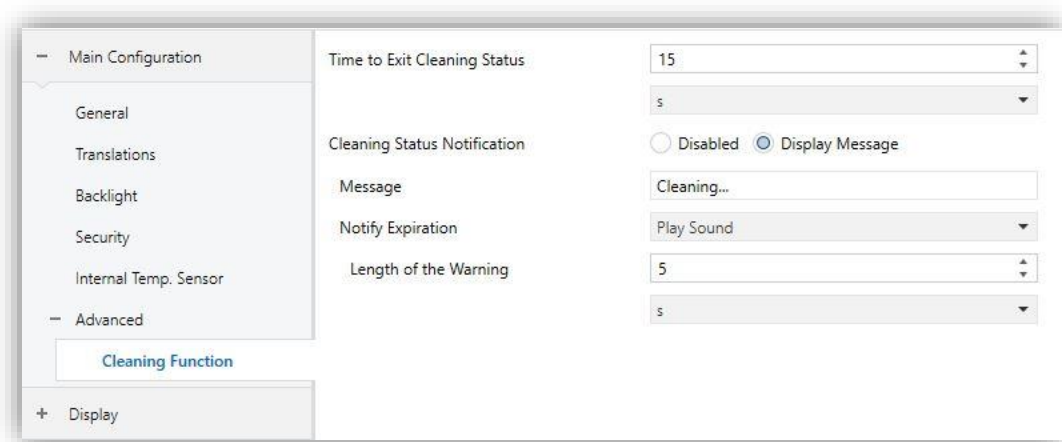 Main Configuration
General
Translations
Backlight
Security
Internal Temp. Sensor
Advanced
Cleaning Function
Display
Time to Exit Cleaning Status 15
s
Cleaning Status Notification Disabled Display Message
Message Cleaning...
Notify Expiration Play Sound
Length of the Warning 5
s